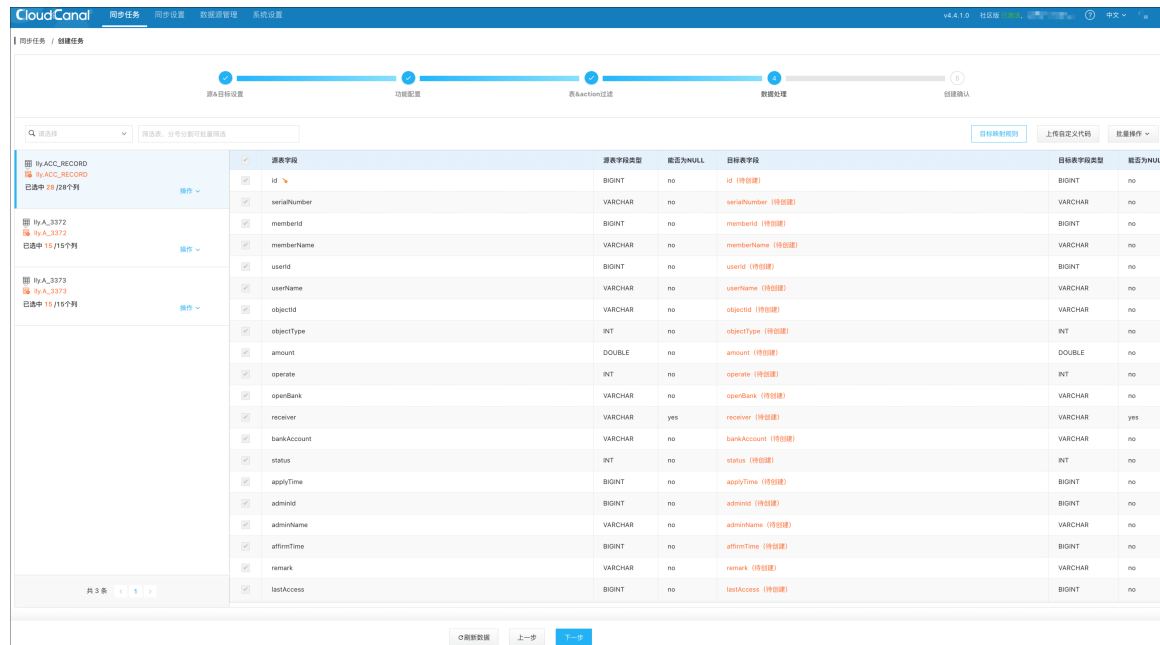 CloudCanal 同步任务 同步设置 数据源管理 系统设置 v4.4.1.0 社区版 中文
同步任务 / 创建任务
4 5
源&目标设置 功能配置 表&action过滤 数据处理 创建确认
请选择 筛选表，分号分割可批量筛选 目标映射规则 上传自定义代码 批量操作
源表字段 源表字段类型 能否为NULL 目标表字段 目标表字段类型 能否为NUL
lly.ACC_RECORD
lly.ACC_RECORD
已选中 28 /28个列
操作
lly.A_3372
lly.A_3372
已选中 15 /15个列
操作
lly.A_3373
lly.A_3373
已选中 15 /15个列
操作
id BIGINT no id (待创建) BIGINT no
serialNumber VARCHAR no serialNumber (待创建) VARCHAR no
memberId BIGINT no memberId (待创建) BIGINT no
memberName VARCHAR no memberName (待创建) VARCHAR no
userId BIGINT no userId (待创建) BIGINT no
userName VARCHAR no userName (待创建) VARCHAR no
objectId VARCHAR no objectId (待创建) VARCHAR no
objectType INT no objectType (待创建) INT no
amount DOUBLE no amount (待创建) DOUBLE no
operate INT no operate (待创建) INT no
openBank VARCHAR no openBank (待创建) VARCHAR no
receiver VARCHAR yes receiver (待创建) VARCHAR yes
bankAccount VARCHAR no bankAccount (待创建) VARCHAR no
status INT no status (待创建) INT no
applyTime BIGINT no applyTime (待创建) BIGINT no
adminId BIGINT no adminId (待创建) BIGINT no
adminName VARCHAR no adminName (待创建) VARCHAR no
affirmTime BIGINT no affirmTime (待创建) BIGINT no
remark VARCHAR no remark (待创建) VARCHAR no
lastAccess BIGINT no lastAccess (待创建) BIGINT no
共 3 条 < 1 >
刷新数据 上一步 下一步